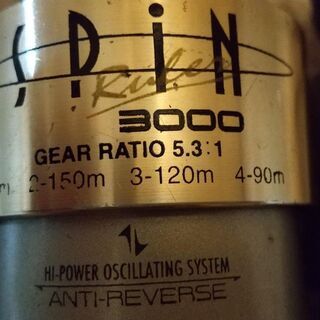 SPiN
Ruler
3000
GEAR RATIO 5.3:1
m 2-150m 3-120m 4-90m
HI-POWER OSCILLATING SYSTEM
ANTI-REVERSE